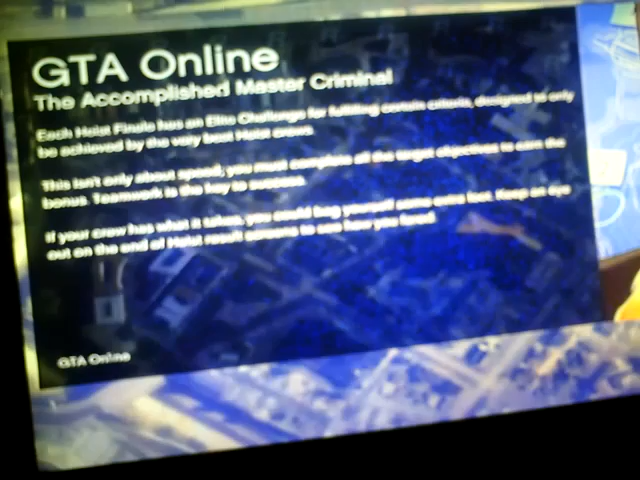 GTA Online
The Accomplished Master Criminal
Each Heist Finale has an Elite Challenge for fulfilling certain criteria, designed to only
be achieved by the very best Heist crews.
This isn't only about speed, you must complete all the target objectives to earn the
bonus. Teamwork is the key to success.
If your crew has what it takes, you could bag yourself some extra loot. Keep an eye
out on the end of Heist result screens to see how you fared.
GTA Online